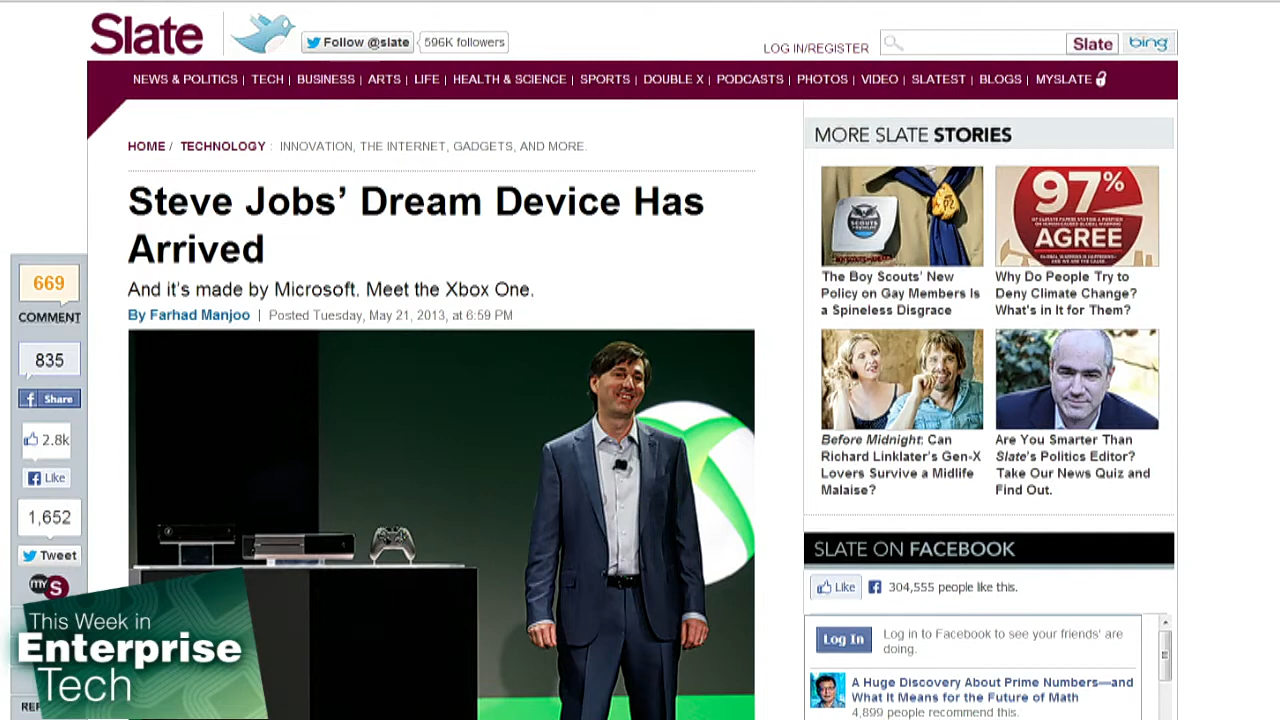 Slate
Follow @slate
596K followers
LOG IN/REGISTER
Slate
bing
NEWS & POLITICS | TECH | BUSINESS | ARTS | LIFE | HEALTH & SCIENCE | SPORTS | DOUBLE X | PODCASTS | PHOTOS | VIDEO | SLATEST | BLOGS | MYSLATE
HOME / TECHNOLOGY : INNOVATION, THE INTERNET, GADGETS, AND MORE.
Steve Jobs’ Dream Device Has
Arrived
And it’s made by Microsoft. Meet the Xbox One.
By Farhad Manjoo | Posted Tuesday, May 21, 2013, at 6:59 PM
669
COMMENT
835
Share
2.8k
Like
1,652
Tweet
my S
This Week in
Enterprise
Tech
MORE SLATE STORIES
The Boy Scouts’ New
Policy on Gay Members Is
a Spineless Disgrace
97%
AGREE
Why Do People Try to
Deny Climate Change?
What’s in It for Them?
Before Midnight: Can
Richard Linklater’s Gen-X
Lovers Survive a Midlife
Malaise?
Are You Smarter Than
Slate’s Politics Editor?
Take Our News Quiz and
Find Out.
SLATE ON FACEBOOK
Like
304,555 people like this.
Log In
Log in to Facebook to see your friends' are
doing.
A Huge Discovery About Prime Numbers—and
What It Means for the Future of Math
4,899 people recommend this.